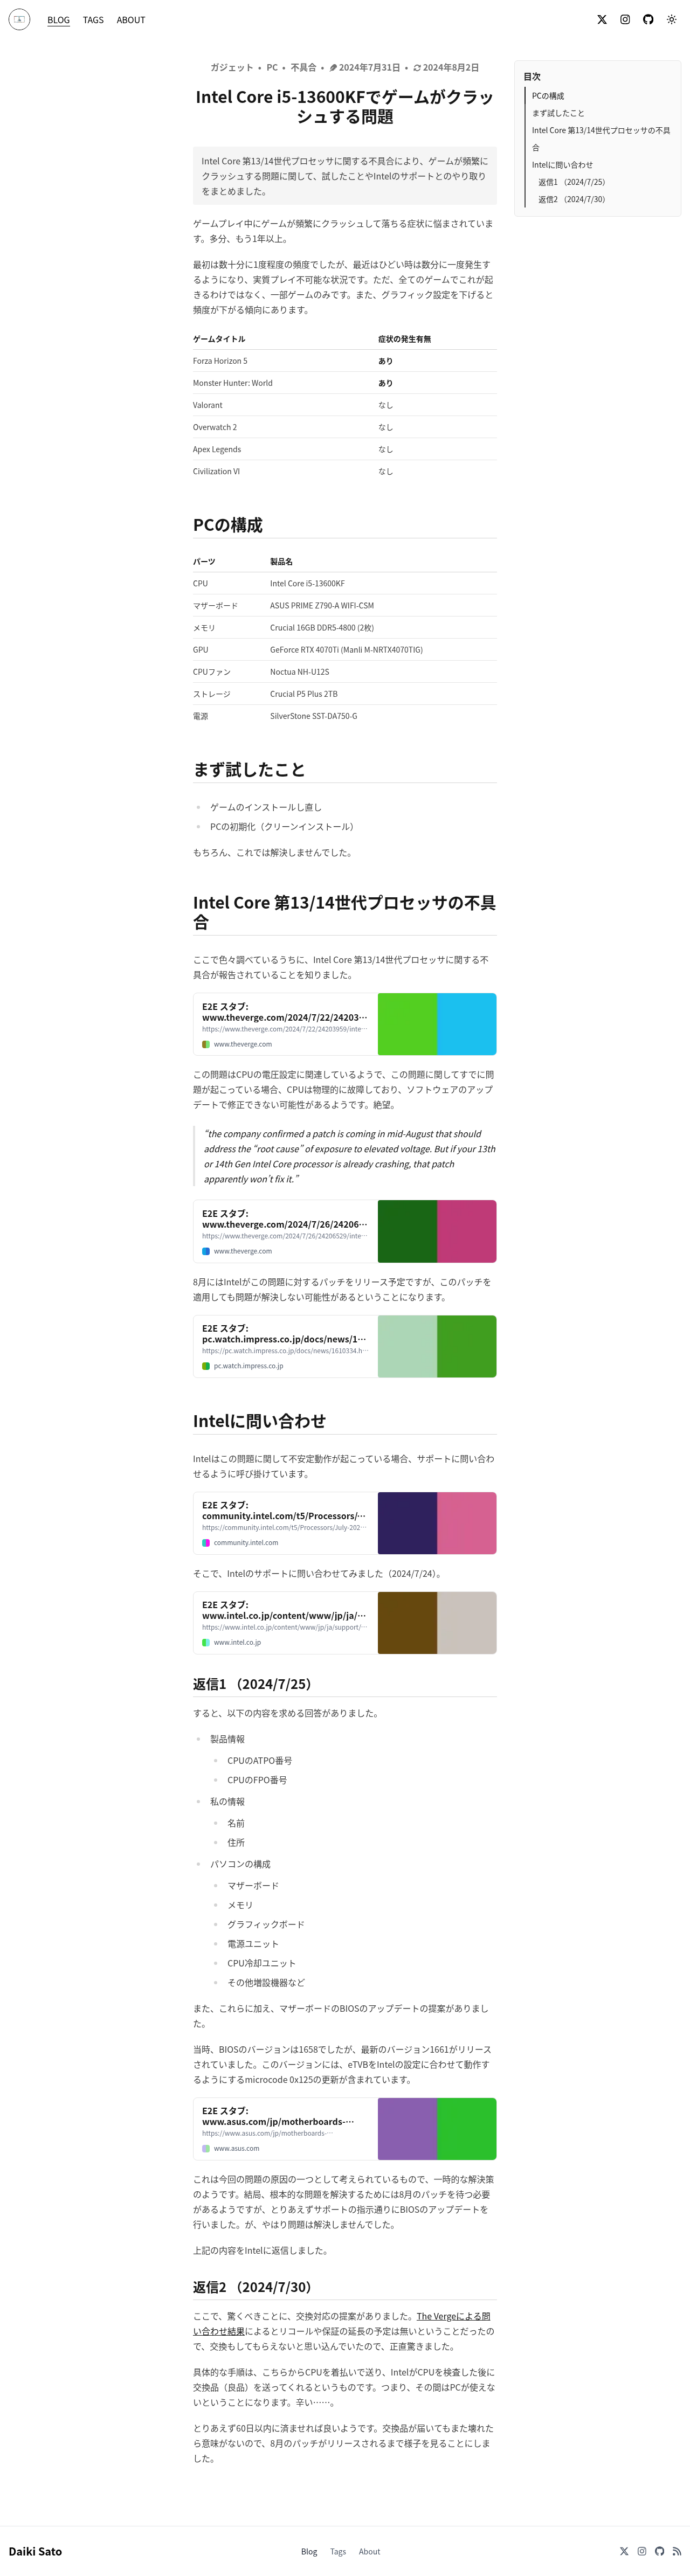 BLOG TAGS ABOUT
ガジェット • PC • 不具合 • 2024年7月31日 • 2024年8月2日
Intel Core i5-13600KFでゲームがクラッ
シュする問題
目次
PCの構成
まず試したこと
Intel Core 第13/14世代プロセッサの不具
合
Intelに問い合わせ
返信1 （2024/7/25）
返信2 （2024/7/30）
Intel Core 第13/14世代プロセッサに関する不具合により、ゲームが頻繁に
クラッシュする問題に関して、試したことやIntelのサポートとのやり取り
をまとめました。
ゲームプレイ中にゲームが頻繁にクラッシュして落ちる症状に悩まされていま
す。多分、もう1年以上。
最初は数十分に1度程度の頻度でしたが、最近はひどい時は数分に一度発生す
るようになり、実質プレイ不可能な状況です。ただ、全てのゲームでこれが起
きるわけではなく、一部ゲームのみです。また、グラフィック設定を下げると
頻度が下がる傾向にあります。
ゲームタイトル 症状の発生有無
Forza Horizon 5 あり
Monster Hunter: World あり
Valorant なし
Overwatch 2 なし
Apex Legends なし
Civilization VI なし
PCの構成
パーツ 製品名
CPU Intel Core i5-13600KF
マザーボード ASUS PRIME Z790-A WIFI-CSM
メモリ Crucial 16GB DDR5-4800 (2枚)
GPU GeForce RTX 4070Ti (Manli M-NRTX4070TIG)
CPUファン Noctua NH-U12S
ストレージ Crucial P5 Plus 2TB
電源 SilverStone SST-DA750-G
まず試したこと
ゲームのインストールし直し
PCの初期化（クリーンインストール）
もちろん、これでは解決しませんでした。
Intel Core 第13/14世代プロセッサの不具
合
ここで色々調べているうちに、Intel Core 第13/14世代プロセッサに関する不
具合が報告されていることを知りました。
E2E スタブ:
www.theverge.com/2024/7/22/24203…
https://www.theverge.com/2024/7/22/24203959/inte…
www.theverge.com
この問題はCPUの電圧設定に関連しているようで、この問題に関してすでに問
題が起こっている場合、CPUは物理的に故障しており、ソフトウェアのアップ
デートで修正できない可能性があるようです。絶望。
“the company confirmed a patch is coming in mid-August that should
address the “root cause” of exposure to elevated voltage. But if your 13th
or 14th Gen Intel Core processor is already crashing, that patch
apparently won’t fix it.”
E2E スタブ:
www.theverge.com/2024/7/26/24206…
https://www.theverge.com/2024/7/26/24206529/inte…
www.theverge.com
8月にはIntelがこの問題に対するパッチをリリース予定ですが、このパッチを
適用しても問題が解決しない可能性があるということになります。
E2E スタブ:
pc.watch.impress.co.jp/docs/news/1…
https://pc.watch.impress.co.jp/docs/news/1610334.h…
pc.watch.impress.co.jp
Intelに問い合わせ
Intelはこの問題に関して不安定動作が起こっている場合、サポートに問い合わ
せるように呼び掛けています。
E2E スタブ:
community.intel.com/t5/Processors/…
https://community.intel.com/t5/Processors/July-202…
community.intel.com
そこで、Intelのサポートに問い合わせてみました（2024/7/24）。
E2E スタブ:
www.intel.co.jp/content/www/jp/ja/…
https://www.intel.co.jp/content/www/jp/ja/support/…
www.intel.co.jp
返信1 （2024/7/25）
すると、以下の内容を求める回答がありました。
製品情報
CPUのATPO番号
CPUのFPO番号
私の情報
名前
住所
パソコンの構成
マザーボード
メモリ
グラフィックボード
電源ユニット
CPU冷却ユニット
その他増設機器など
また、これらに加え、マザーボードのBIOSのアップデートの提案がありまし
た。
当時、BIOSのバージョンは1658でしたが、最新のバージョン1661がリリース
されていました。このバージョンには、eTVBをIntelの設定に合わせて動作す
るようにするmicrocode 0x125の更新が含まれています。
E2E スタブ:
www.asus.com/jp/motherboards-…
https://www.asus.com/jp/motherboards-…
www.asus.com
これは今回の問題の原因の一つとして考えられているもので、一時的な解決策
のようです。結局、根本的な問題を解決するためには8月のパッチを待つ必要
があるようですが、とりあえずサポートの指示通りにBIOSのアップデートを
行いました。が、やはり問題は解決しませんでした。
上記の内容をIntelに返信しました。
返信2 （2024/7/30）
ここで、驚くべきことに、交換対応の提案がありました。The Vergeによる問
い合わせ結果によるとリコールや保証の延長の予定は無いということだったの
で、交換もしてもらえないと思い込んでいたので、正直驚きました。
具体的な手順は、こちらからCPUを着払いで送り、IntelがCPUを検査した後に
交換品（良品）を送ってくれるというものです。つまり、その間はPCが使えな
いということになります。辛い……。
とりあえず60日以内に済ませれば良いようです。交換品が届いてもまた壊れた
ら意味がないので、8月のパッチがリリースされるまで様子を見ることにしま
した。
Daiki Sato Blog Tags About